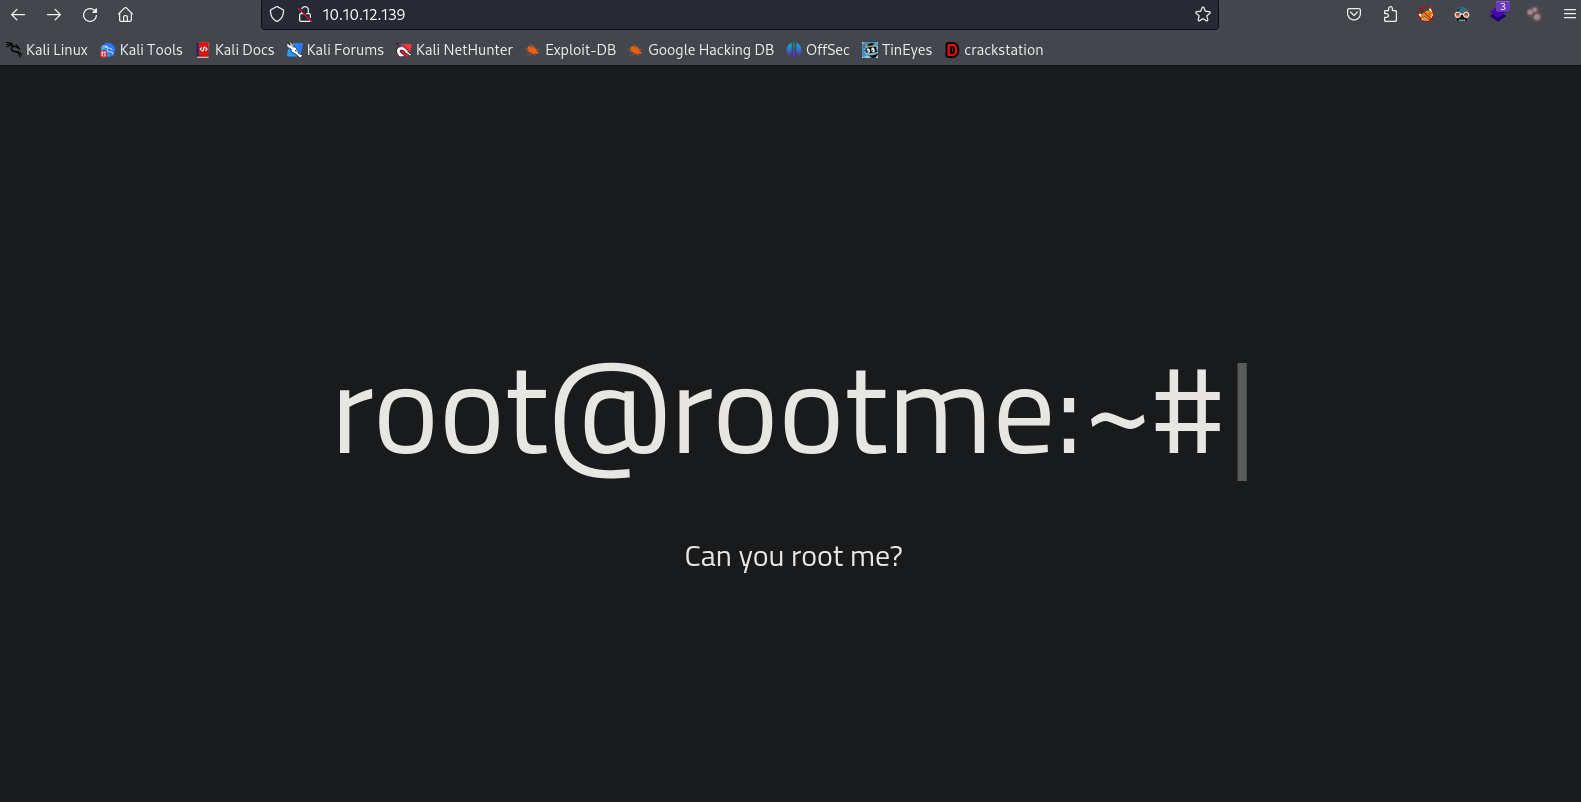 10.10.12.139
3
Kali Linux Kali Tools Kali Docs Kali Forums Kali NetHunter Exploit-DB Google Hacking DB OffSec TinEyes crackstation
root@rootme:~#
Can you root me?